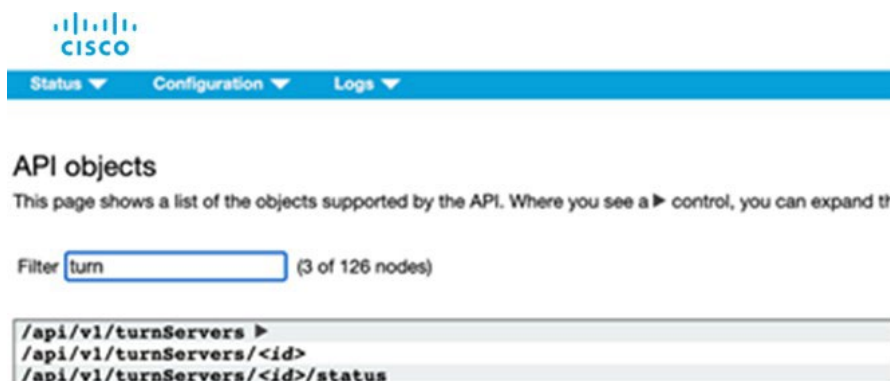 CISCO
Status Configuration Logs
API objects
This page shows a list of the objects supported by the API. Where you see a ▶ control, you can expand
Filter turn (3 of 126 nodes)
/api/v1/turnServers ▶
/api/v1/turnServers/<id>
/api/v1/turnServers/<id>/status